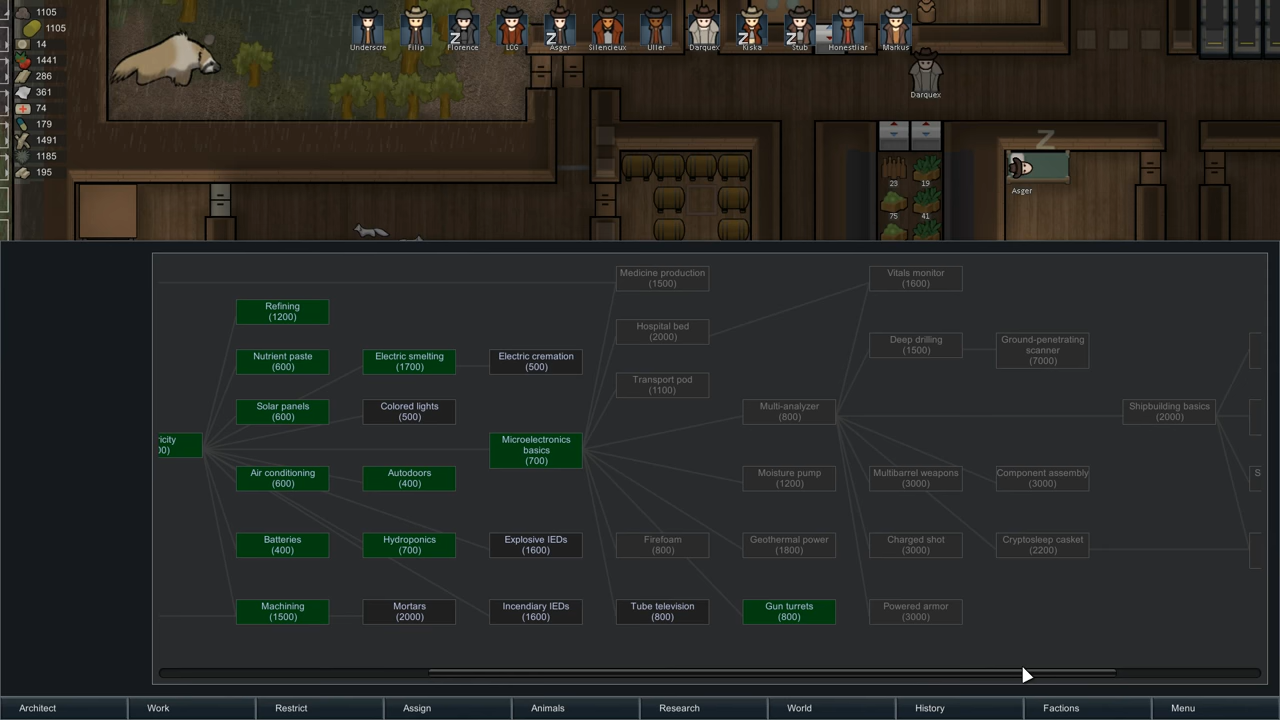 1105
1105
14
1441
286
361
74
179
1491
1185
195
Underscre
Filip
Florence
LCG
Asger
Silencieux
Uller
Darquex
Kiska
Stub
Markus
Z
Z
Z
Z
Darquex
Z
Asger
23
19
75
41
Medicine production
(1500)
Vitals monitor
(1600)
Refining
(1200)
Hospital bed
(2000)
Deep drilling
(1500)
Ground-penetrating
scanner
(7000)
Nutrient paste
(600)
Electric smelting
(1700)
Electric cremation
(500)
Transport pod
(1100)
Solar panels
(600)
Colored lights
(500)
Multi-analyzer
(800)
Shipbuilding basics
(2000)
ricity
00)
Microelectronics
basics
(700)
Air conditioning
(600)
Autodoors
(400)
Moisture pump
(1200)
Multibarrel weapons
(3000)
Component assembly
(3000)
S
Batteries
(400)
Hydroponics
(700)
Explosive IEDs
(1600)
Firefoam
(800)
Geothermal power
(1800)
Charged shot
(3000)
Cryptosleep casket
(2200)
Machining
(1500)
Mortars
(2000)
Incendiary IEDs
(1600)
Tube television
(800)
Gun turrets
(800)
Powered armor
(3000)
Architect
Work
Restrict
Assign
Animals
Research
World
History
Factions
Menu